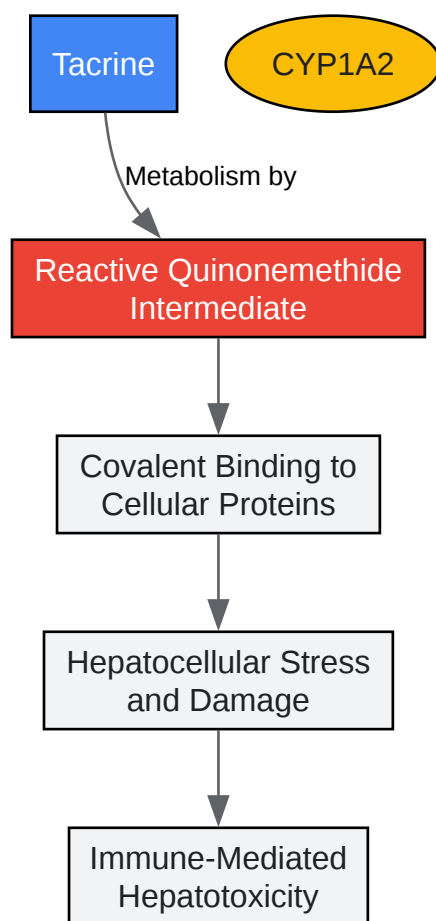 Tacrine
CYP1A2
Metabolism by
Reactive Quinonemethide
Intermediate
Covalent Binding to
Cellular Proteins
Hepatocellular Stress
and Damage
Immune-Mediated
Hepatotoxicity